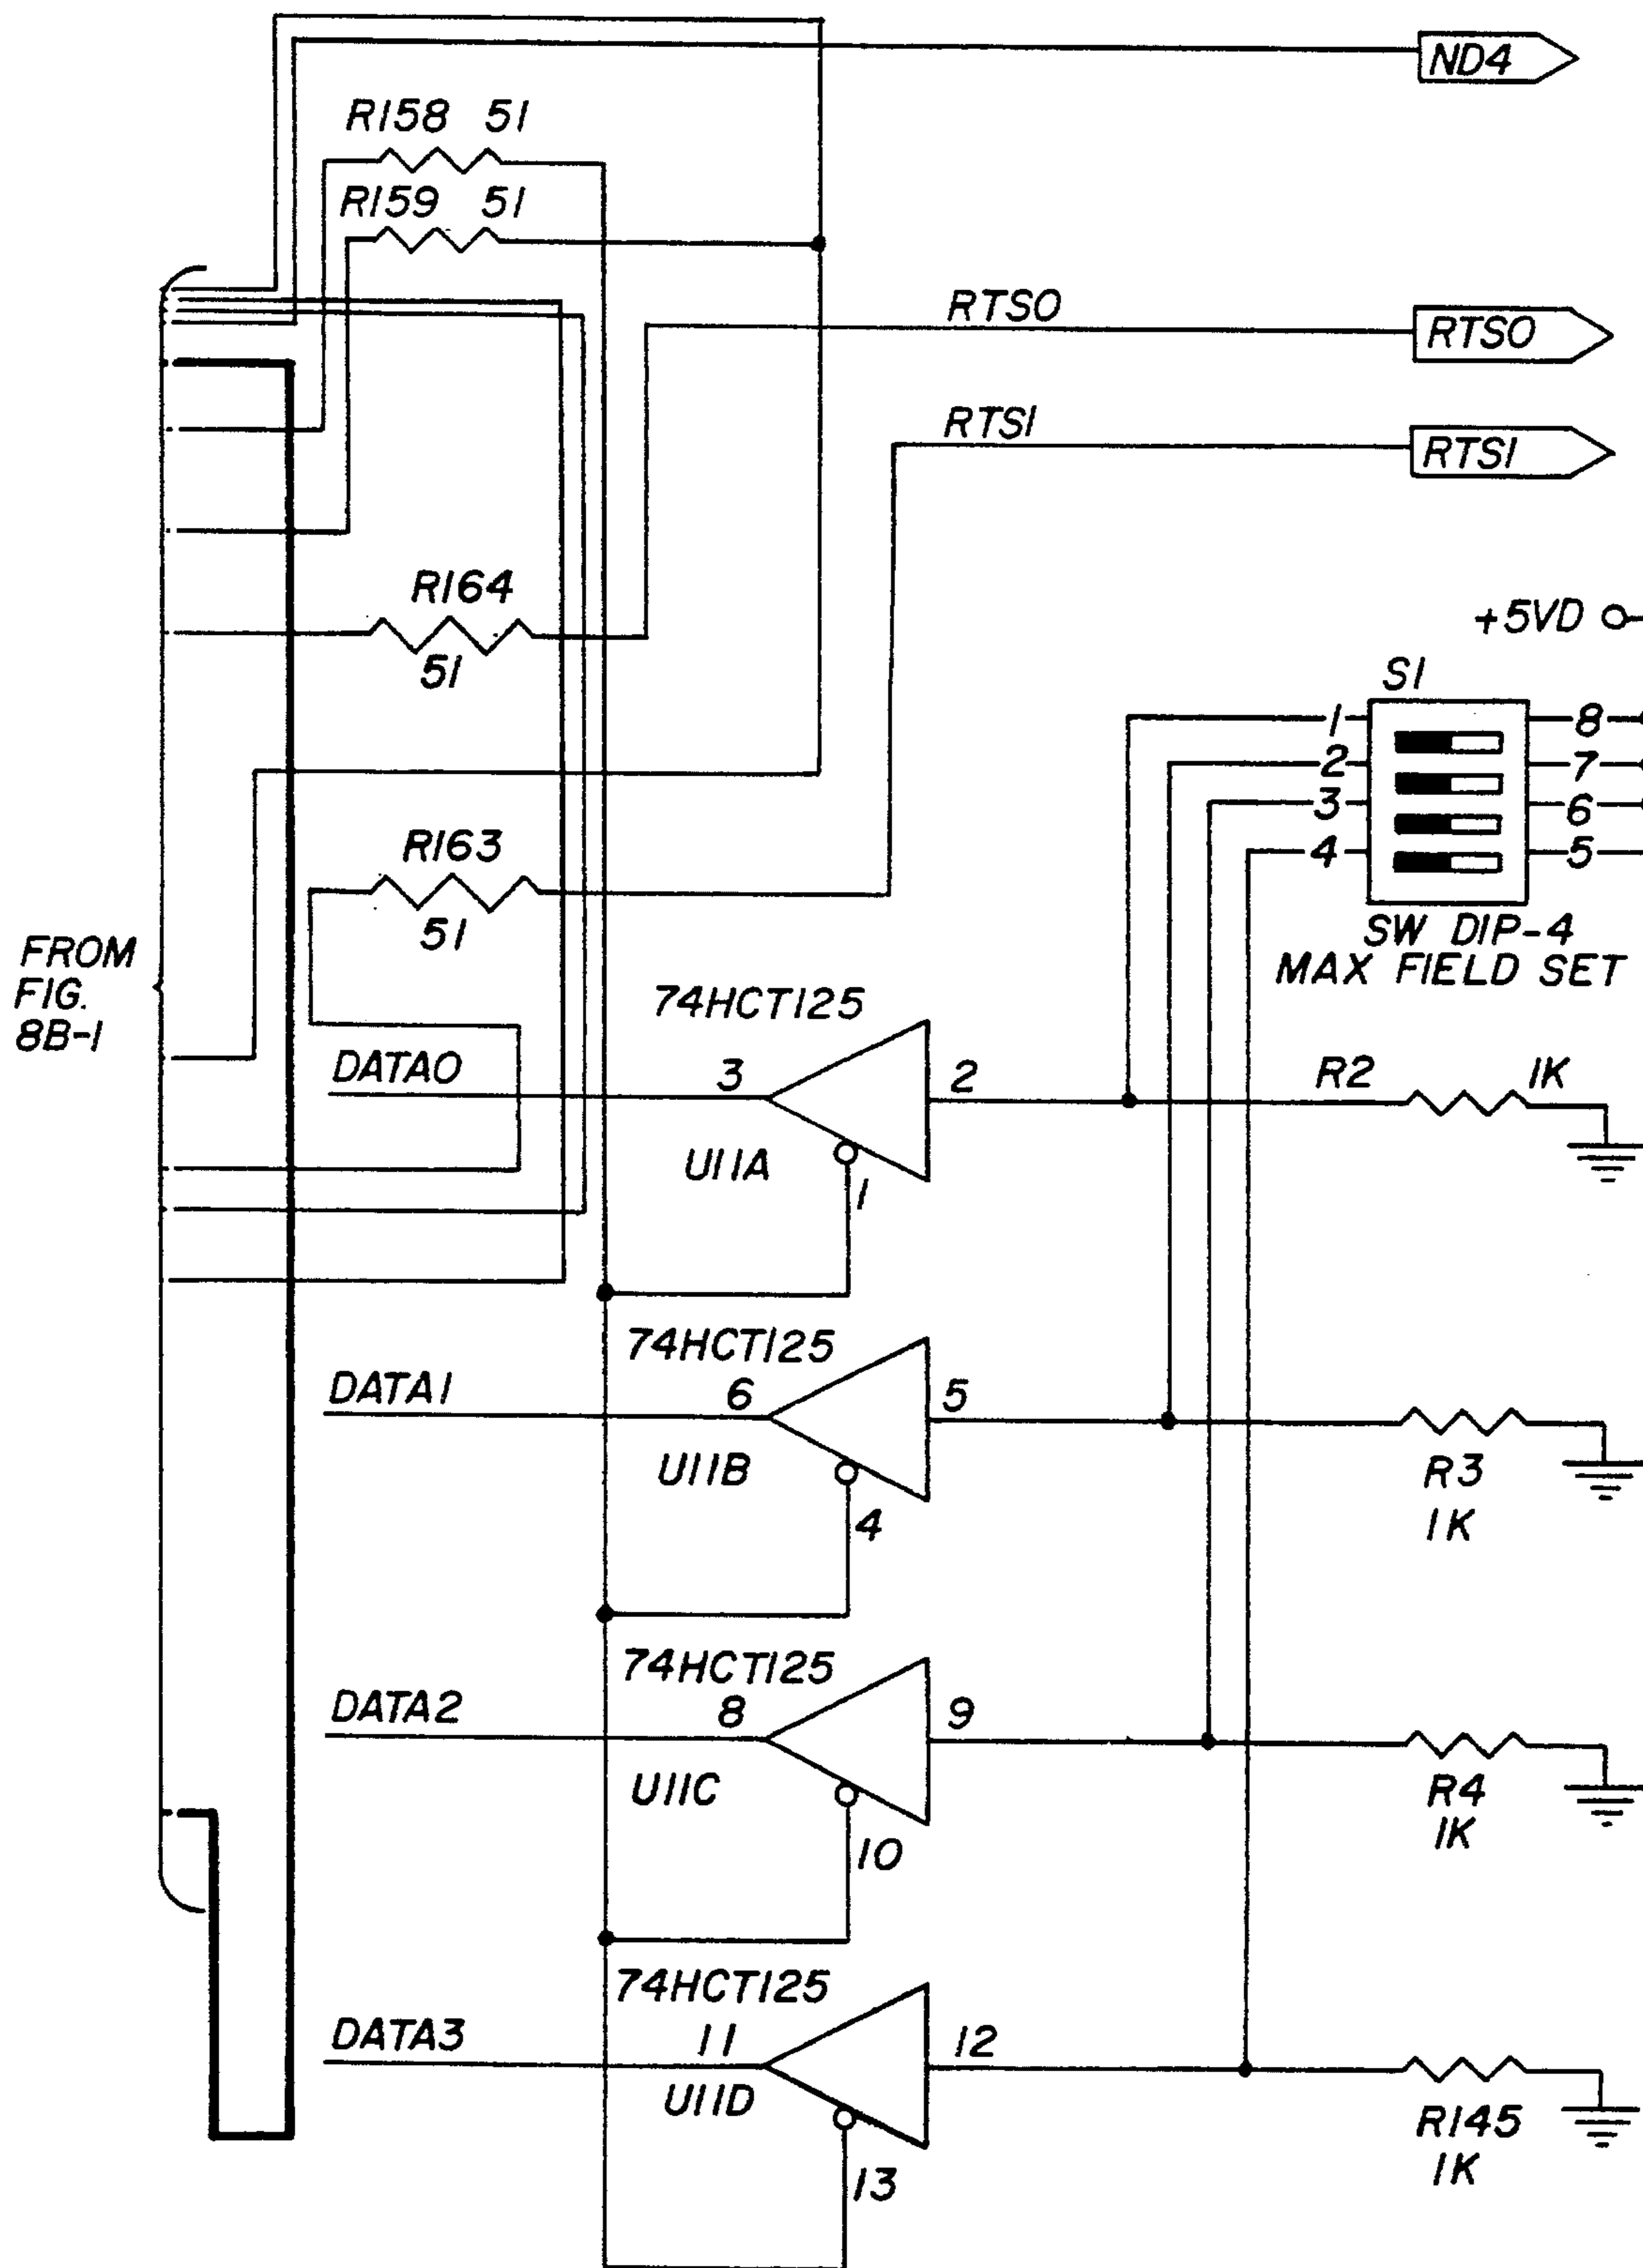 ND4
R158 51
R159 51
RTS0
RTS0
RTS1
RTS1
R164
51
+5VD
S1
1
8
2
7
3
6
4
5
R163
51
SW DIP-4
MAX FIELD SET
FROM
FIG.
8B-1
74HCT125
DATA0
3
2
R2
1K
U11A
1
74HCT125
DATA1
6
5
U11B
R3
1K
4
74HCT125
DATA2
8
9
U11C
R4
1K
10
74HCT125
DATA3
11
12
U11D
R145
1K
13